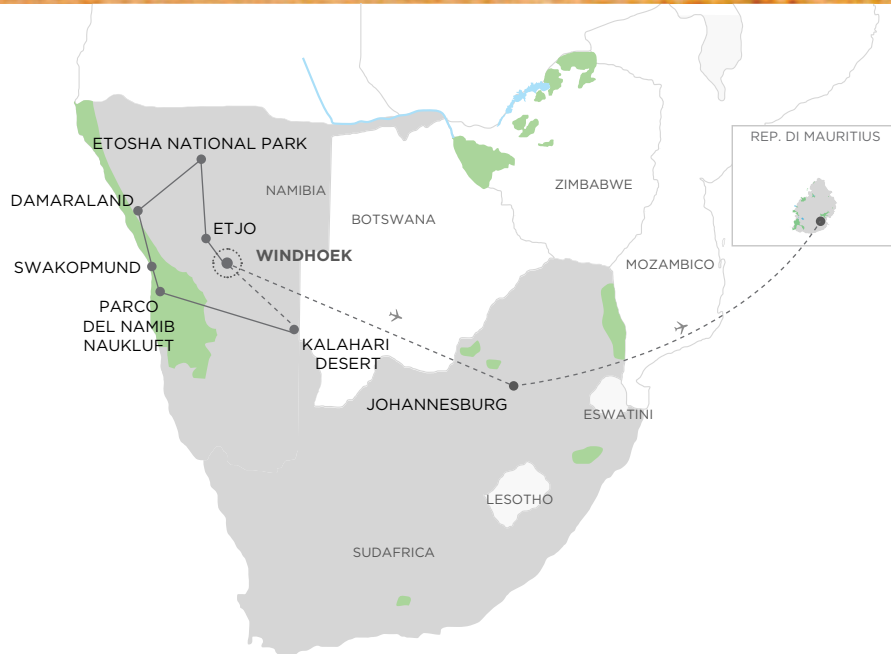 REP. DI MAURITIUS
ETOSHA NATIONAL PARK
ZIMBABWE
NAMIBIA
DAMARALAND
BOTSWANA
ETJO
WINDHOEK
MOZAMBICO
SWAKOPMUND
PARCO
DEL NAMIB
NAUKLUFT
KALAHARI
DESERT
JOHANNESBURG
ESWATINI
LESOTHO
SUDAFRICA